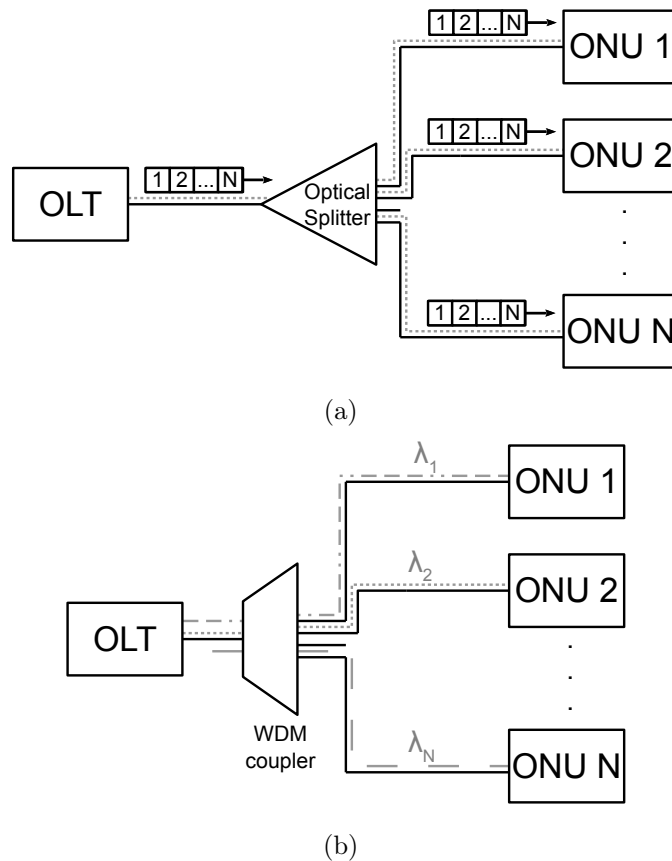 1 2 ... N
ONU 1
1 2 ... N
ONU 2
1 2 ... N
OLT
Optical
Splitter
.
.
.
1 2 ... N
ONU N
(a)
λ1
ONU 1
λ2
ONU 2
OLT
.
.
.
WDM
coupler
λN
ONU N
(b)